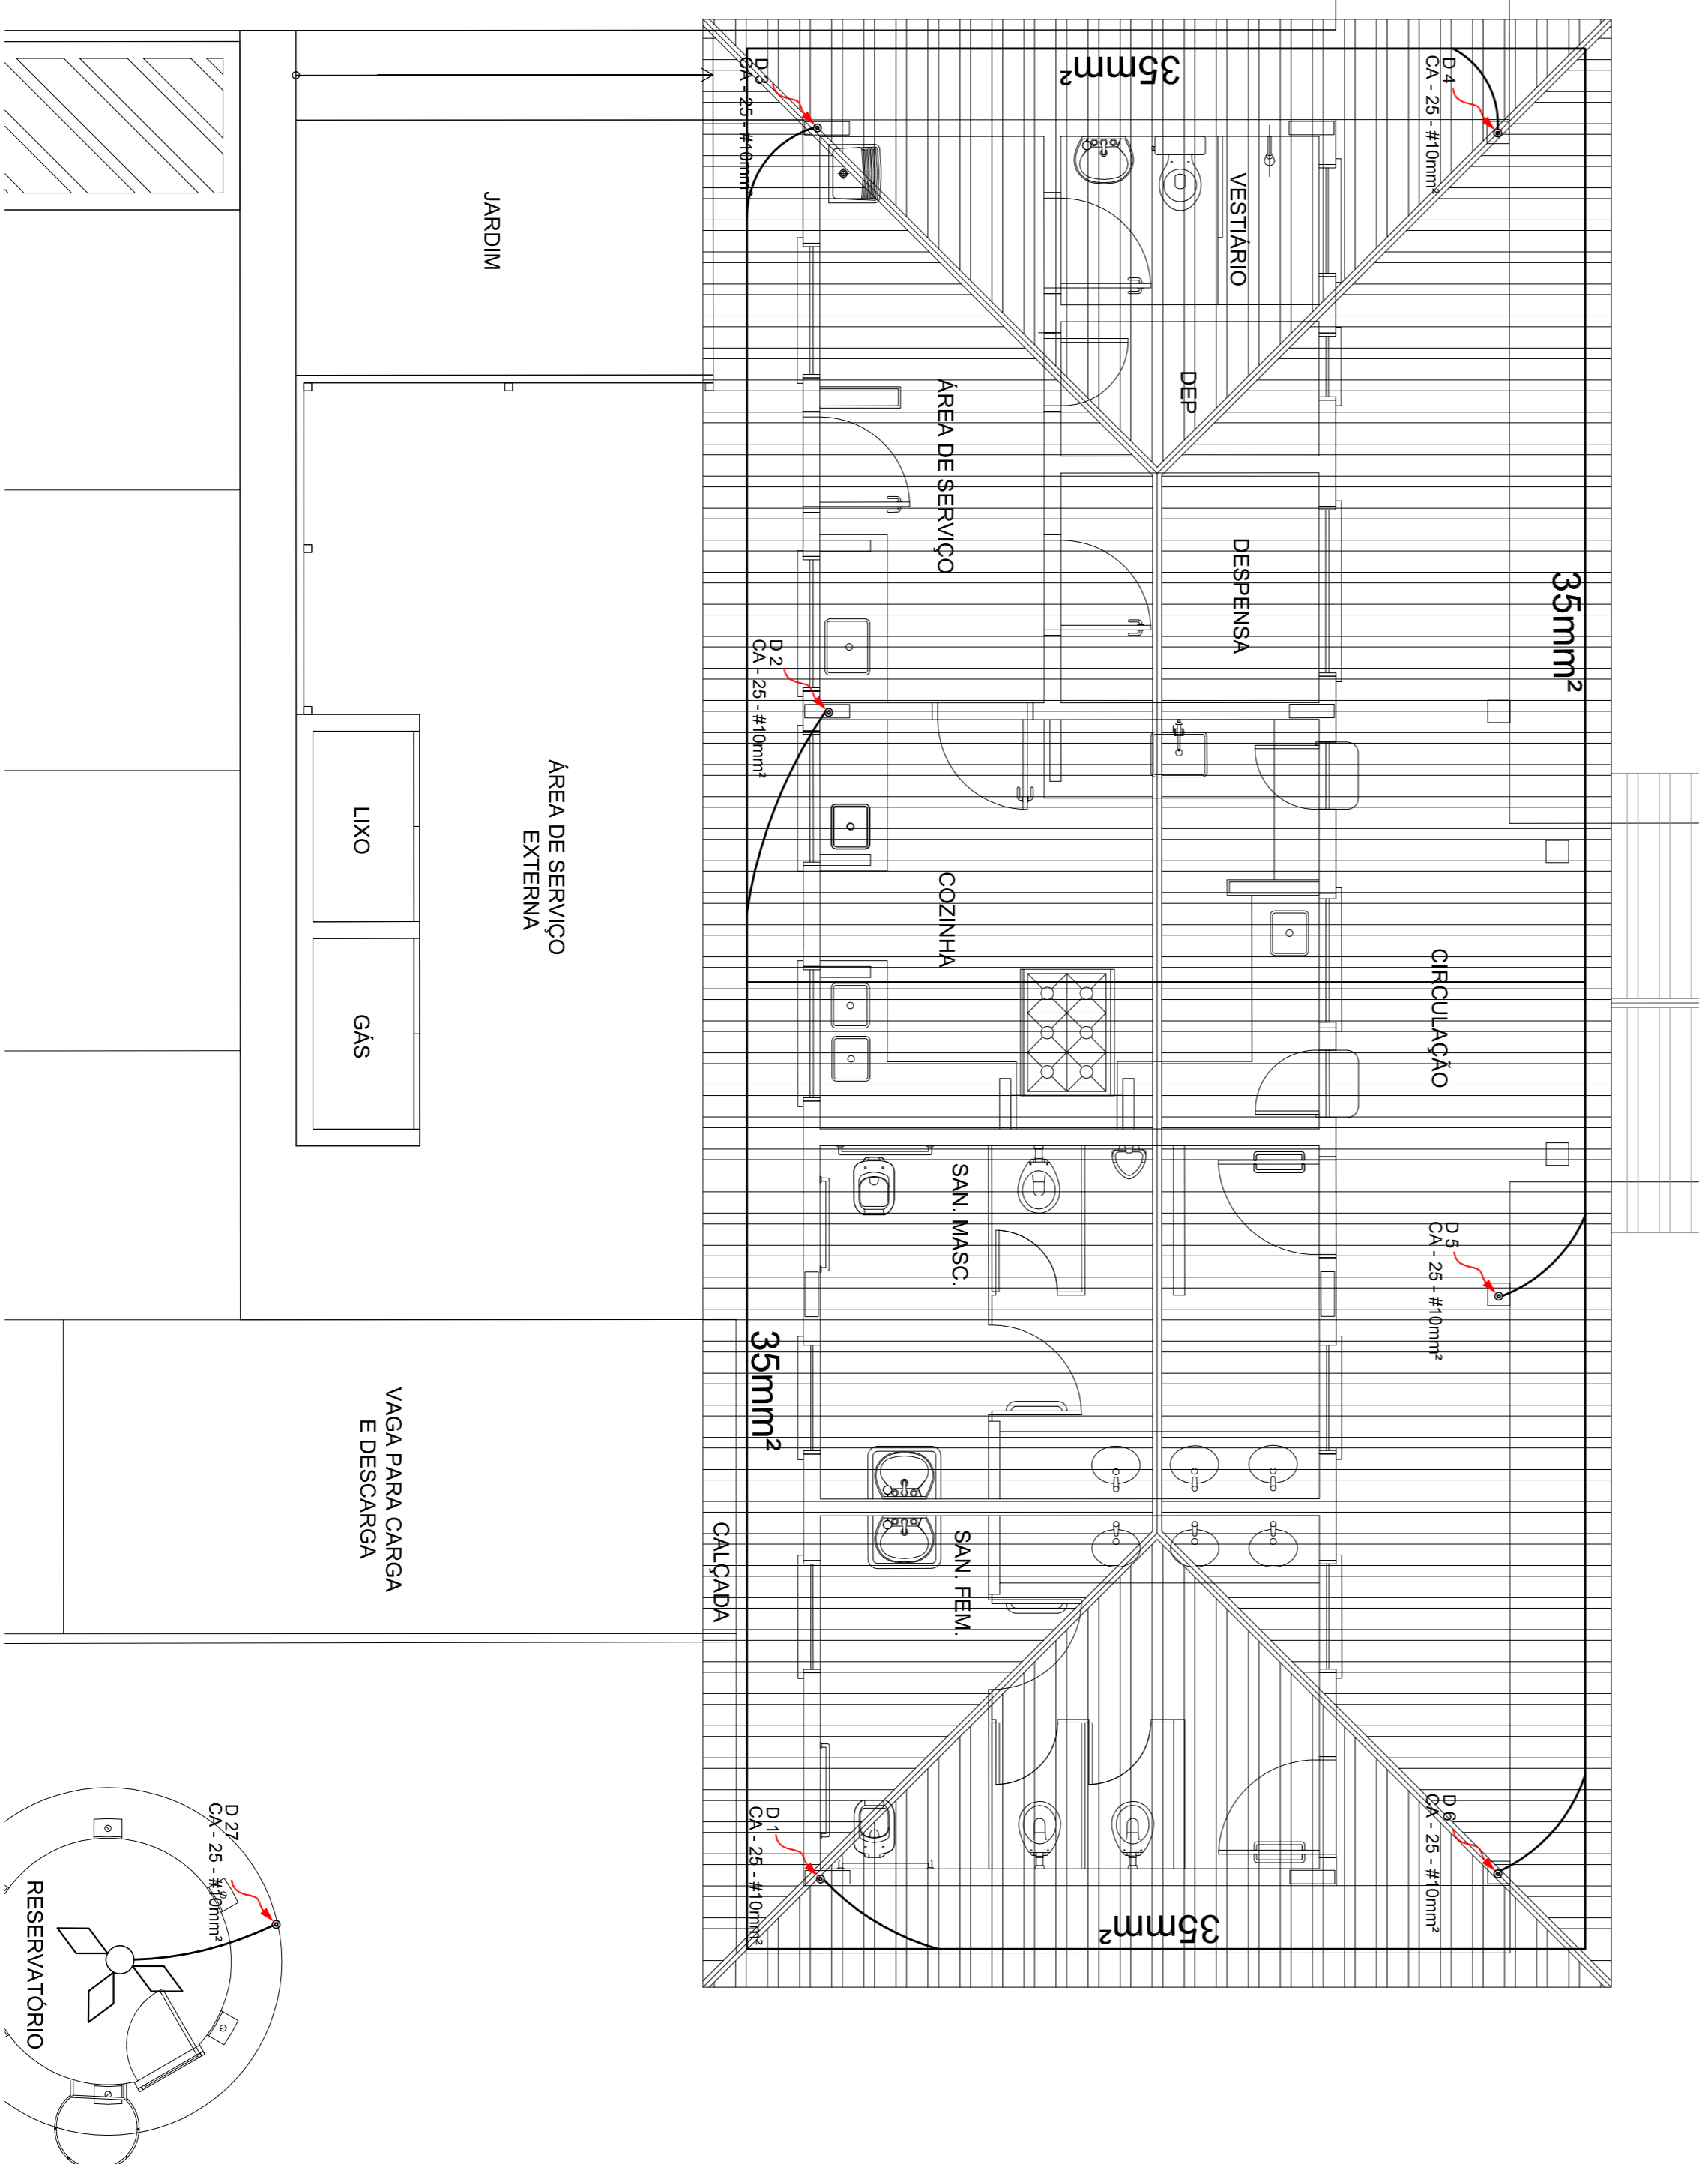 35mm²
D 3
CA - 25 - #10mm²
D 4
CA - 25 - #10mm²
JARDIM
VESTIÁRIO
DEP
ÁREA DE SERVIÇO
DESPENSA
35mm²
D 2
CA - 25 - #10mm²
ÁREA DE SERVIÇO
EXTERNA
LIXO
GÁS
COZINHA
CIRCULAÇÃO
SAN. MASC.
D 5
CA - 25 - #10mm²
35mm²
VAGA PARA CARGA
E DESCARGA
CALÇADA
SAN. FEM.
D 1
CA - 25 - #10mm²
D 6
CA - 25 - #10mm²
35mm²
D 27
CA - 25 - #10mm²
RESERVATÓRIO